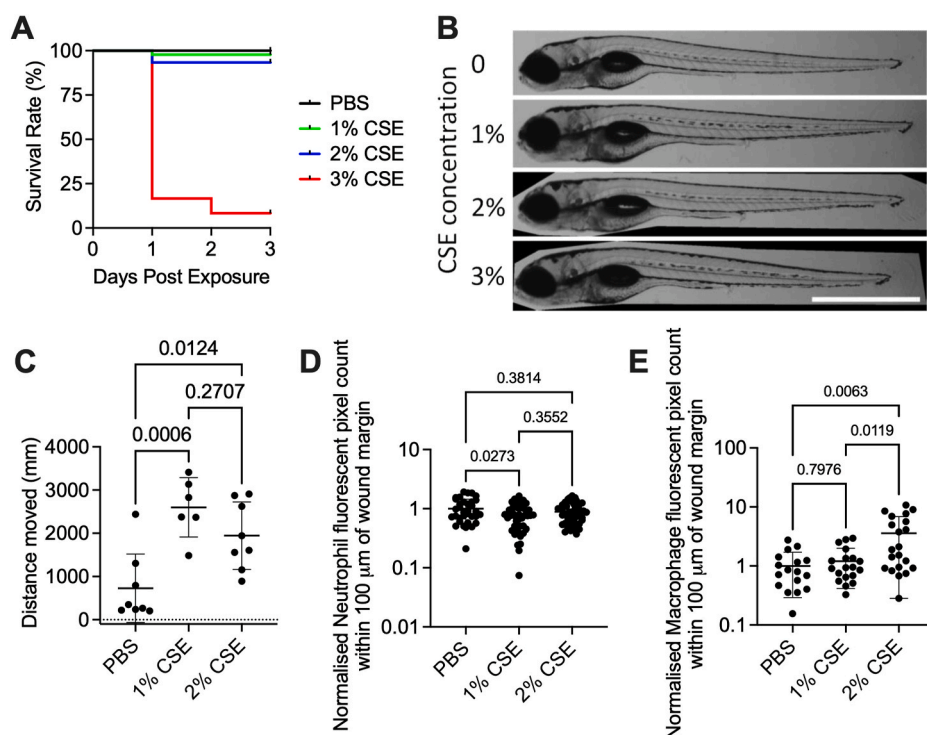 A
Survival Rate (%)
100
75
50
25
0
0 1 2 3
Days Post Exposure
PBS
1% CSE
2% CSE
3% CSE
B
CSE concentration
0
1%
2%
3%
C
0.0124
0.2707
0.0006
Distance moved (mm)
4000
3000
2000
1000
0
PBS
1% CSE
2% CSE
D
Normalised Neutrophil fluorescent pixel count
within 100 μm of wound margin
0.3814
0.3552
0.0273
10
1
0.1
0.01
PBS
1% CSE
2% CSE
E
Normalised Macrophage fluorescent pixel count
within 100 μm of wound margin
0.0063
0.0119
0.7976
100
10
1
0.1
PBS
1% CSE
2% CSE